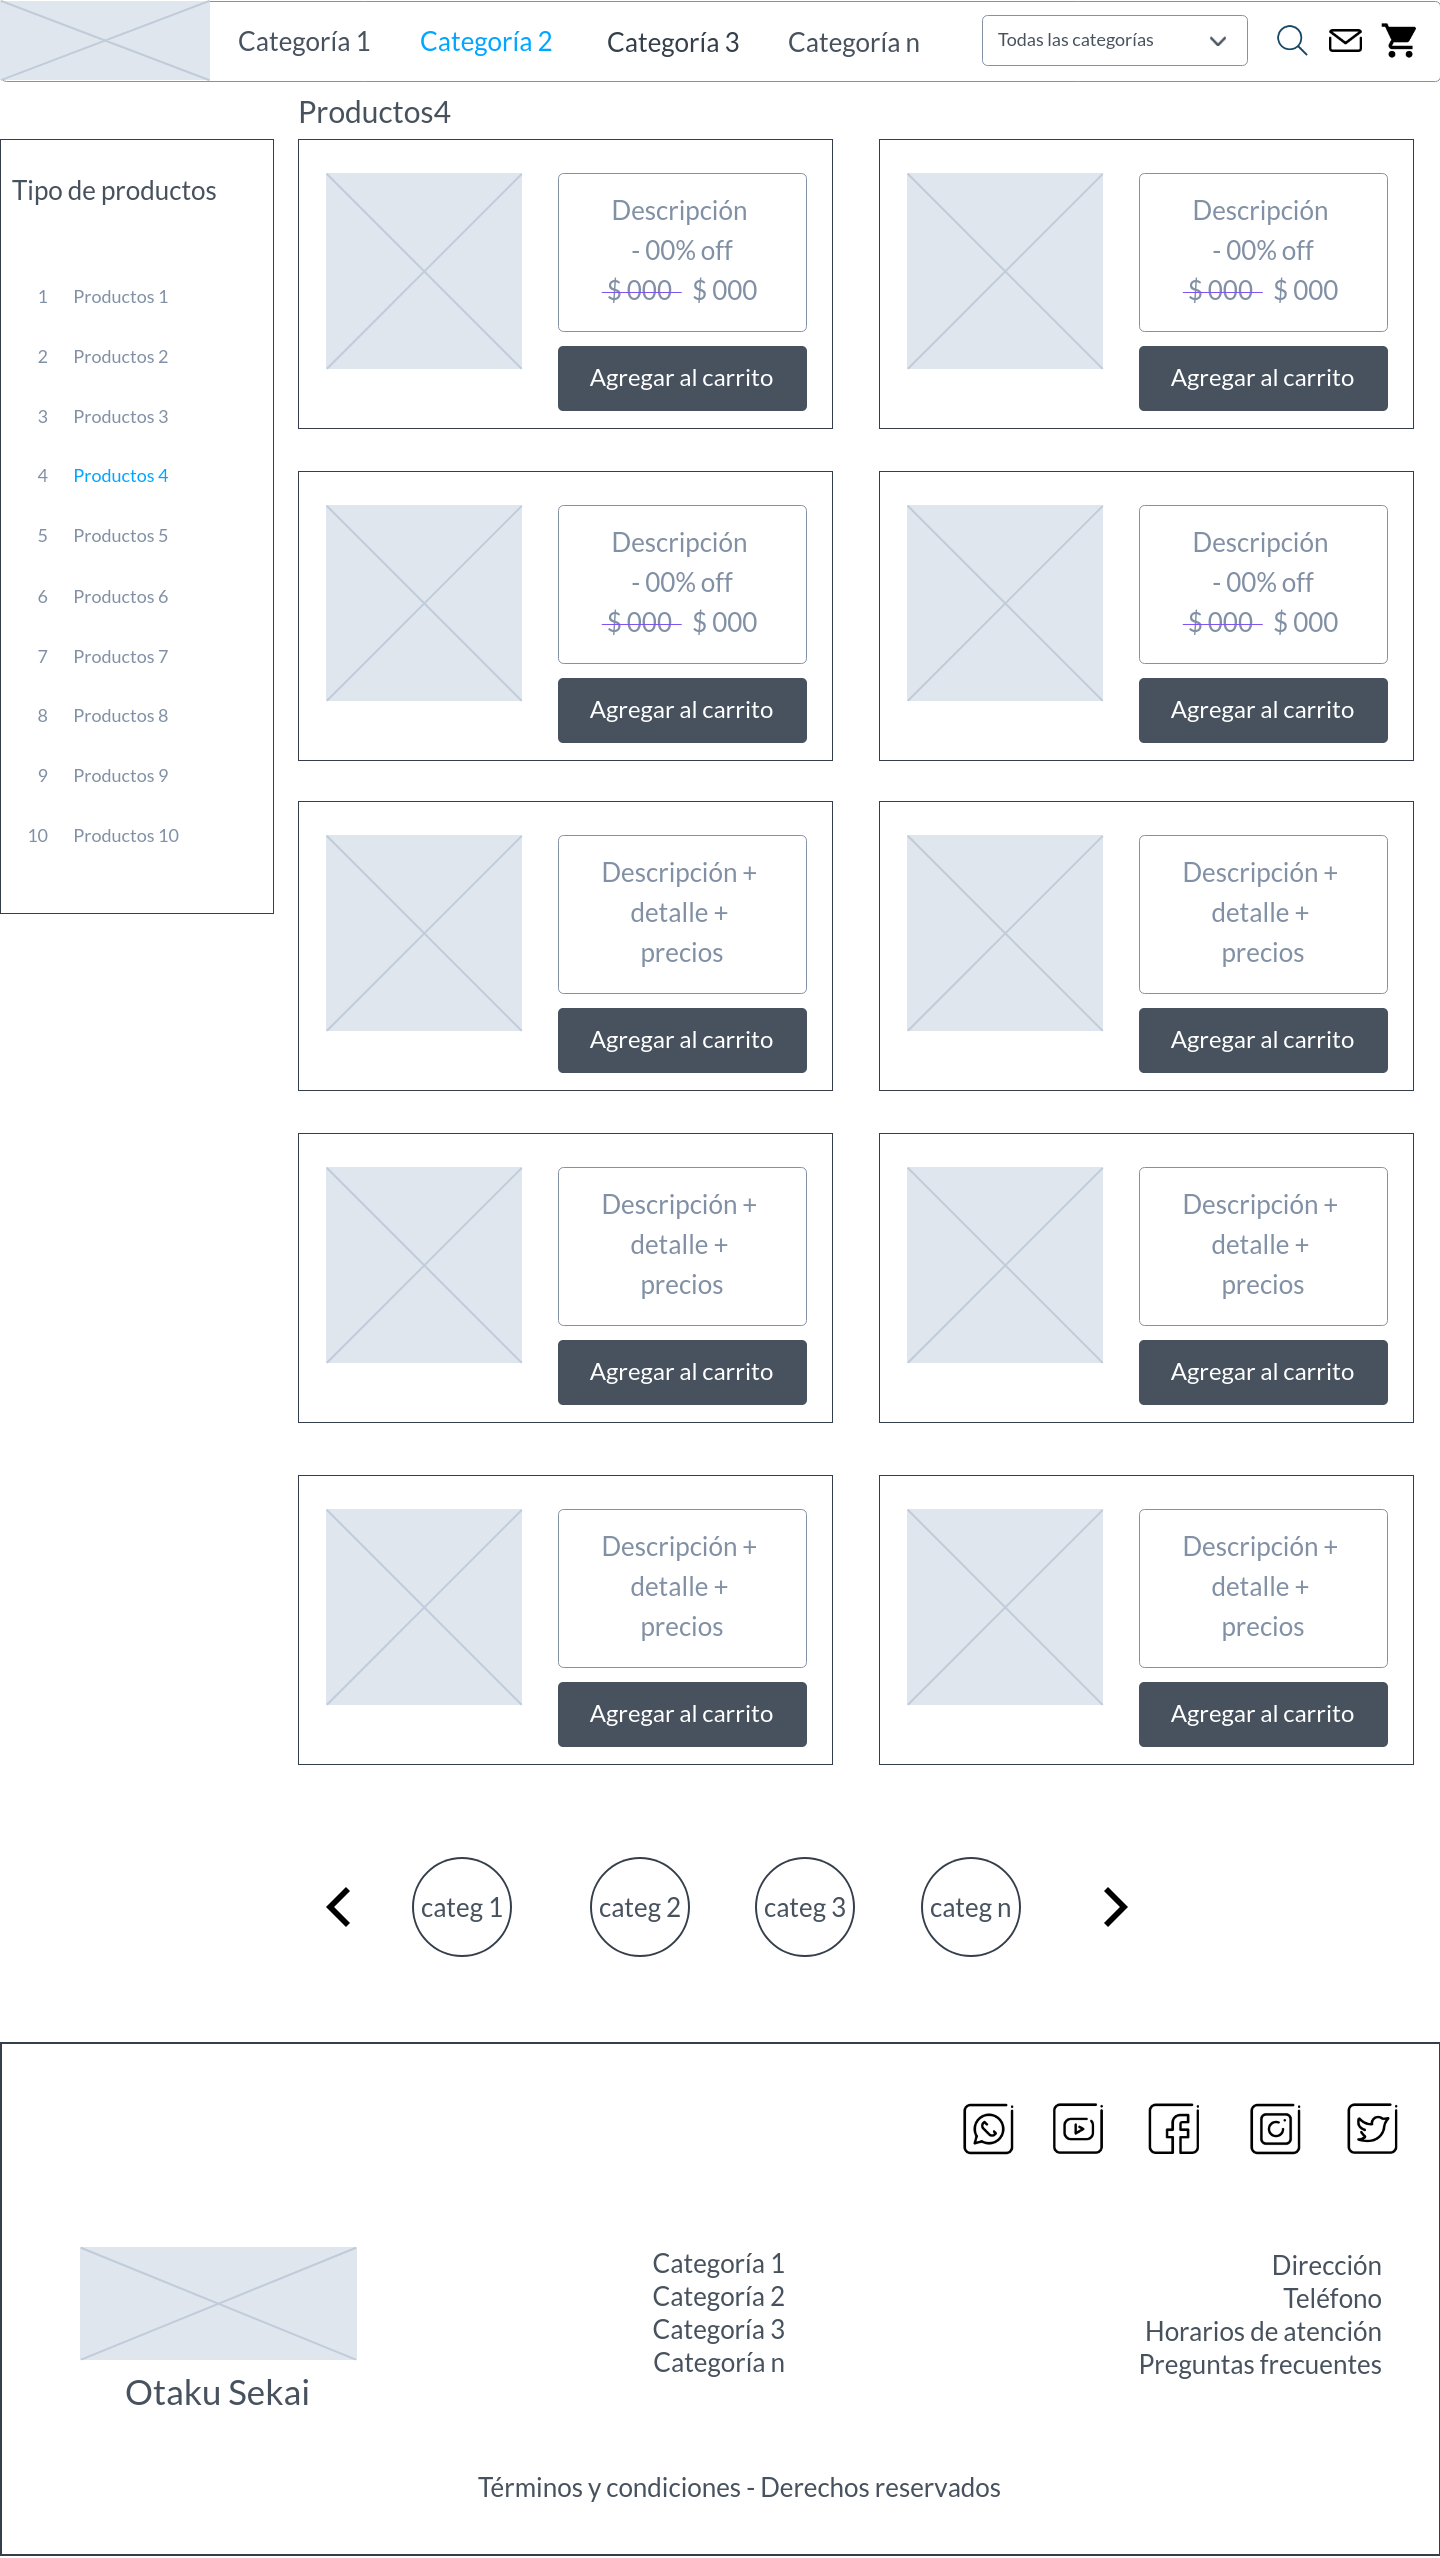 Categoría 1 Categoría 2 Categoría 3 Categoría n Todas las categorías
Productos4
Tipo de productos
1 Productos 1
2 Productos 2
3 Productos 3
4 Productos 4
5 Productos 5
6 Productos 6
7 Productos 7
8 Productos 8
9 Productos 9
10 Productos 10
Descripción
- 00% off
$ 000 $ 000
Agregar al carrito
Descripción
- 00% off
$ 000 $ 000
Agregar al carrito
Descripción
- 00% off
$ 000 $ 000
Agregar al carrito
Descripción
- 00% off
$ 000 $ 000
Agregar al carrito
Descripción +
detalle +
precios
Agregar al carrito
Descripción +
detalle +
precios
Agregar al carrito
Descripción +
detalle +
precios
Agregar al carrito
Descripción +
detalle +
precios
Agregar al carrito
Descripción +
detalle +
precios
Agregar al carrito
Descripción +
detalle +
precios
Agregar al carrito
categ 1 categ 2 categ 3 categ n
Otaku Sekai
Categoría 1
Categoría 2
Categoría 3
Categoría n
Dirección
Teléfono
Horarios de atención
Preguntas frecuentes
Términos y condiciones - Derechos reservados